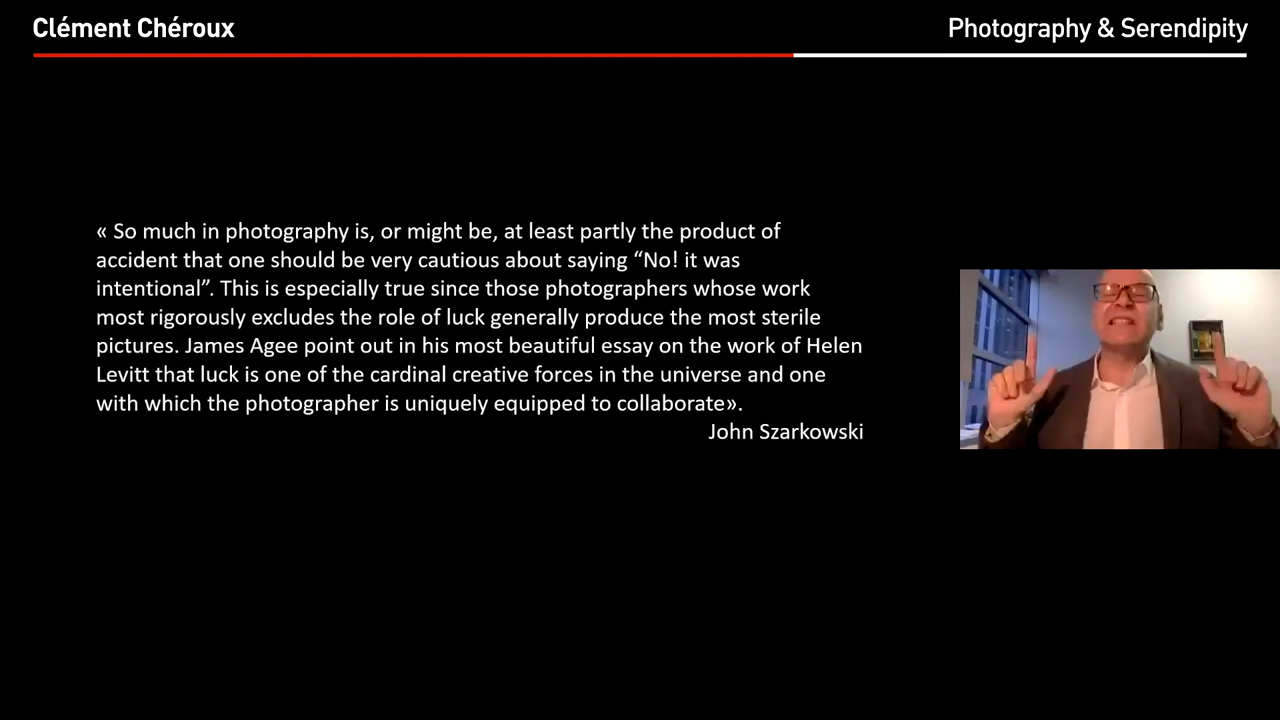 Clément Chéroux
Photography & Serendipity
« So much in photography is, or might be, at least partly the product of
accident that one should be very cautious about saying “No! it was
intentional”. This is especially true since those photographers whose work
most rigorously excludes the role of luck generally produce the most sterile
pictures. James Agee point out in his most beautiful essay on the work of Helen
Levitt that luck is one of the cardinal creative forces in the universe and one
with which the photographer is uniquely equipped to collaborate».
John Szarkowski